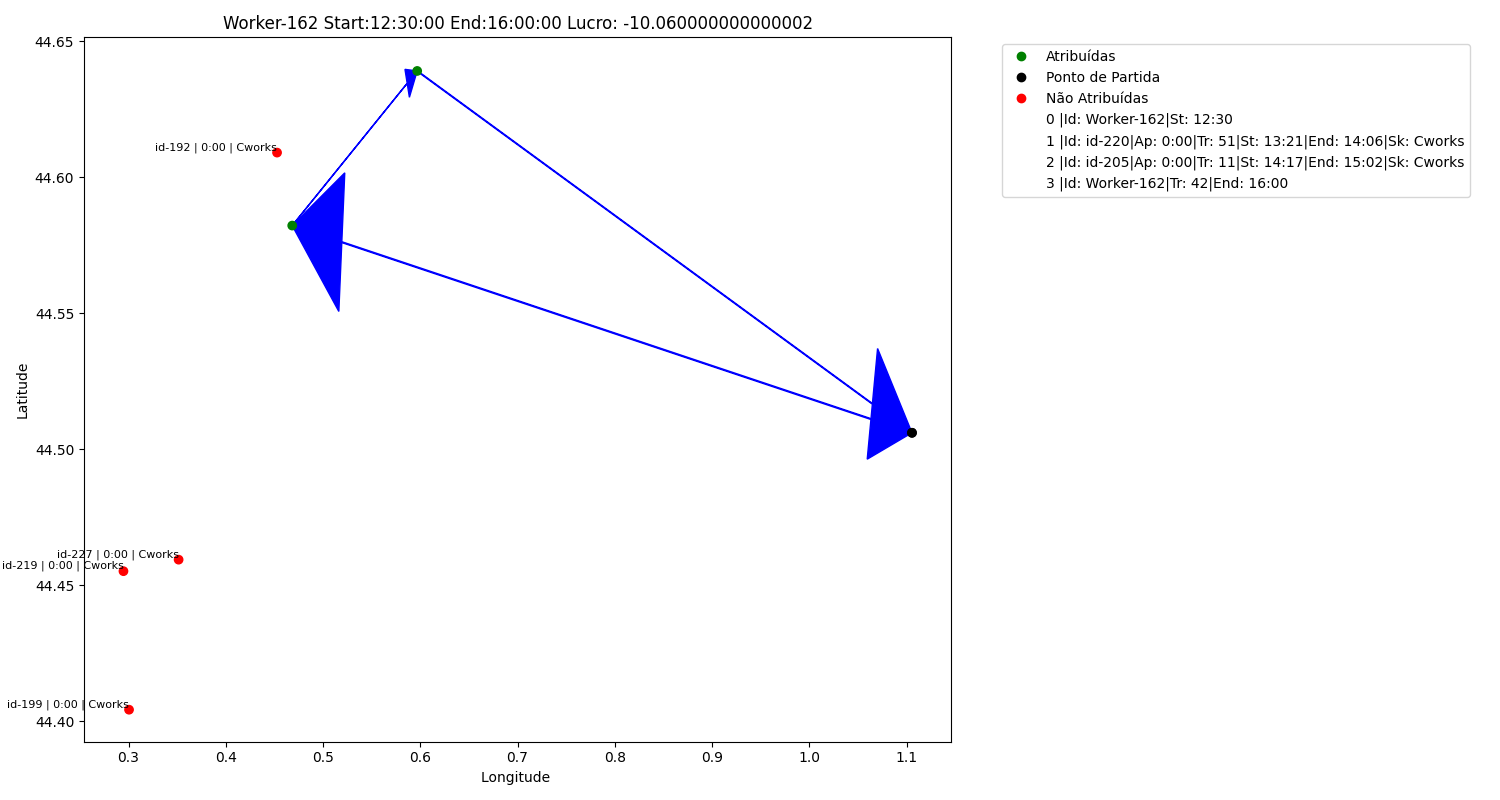 Worker-162 Start:12:30:00 End:16:00:00 Lucro: -10.060000000000002
44.65
44.60
44.55
44.50
44.45
44.40
Latitude
0.3 0.4 0.5 0.6 0.7 0.8 0.9 1.0 1.1
Longitude
id-192 | 0:00 | Cworks
id-227 | 0:00 | Cworks
id-219 | 0:00 | Cworks
id-199 | 0:00 | Cworks
Atribuídas
Ponto de Partida
Não Atribuídas
0 |Id: Worker-162|St: 12:30
1 |Id: id-220|Ap: 0:00|Tr: 51|St: 13:21|End: 14:06|Sk: Cworks
2 |Id: id-205|Ap: 0:00|Tr: 11|St: 14:17|End: 15:02|Sk: Cworks
3 |Id: Worker-162|Tr: 42|End: 16:00